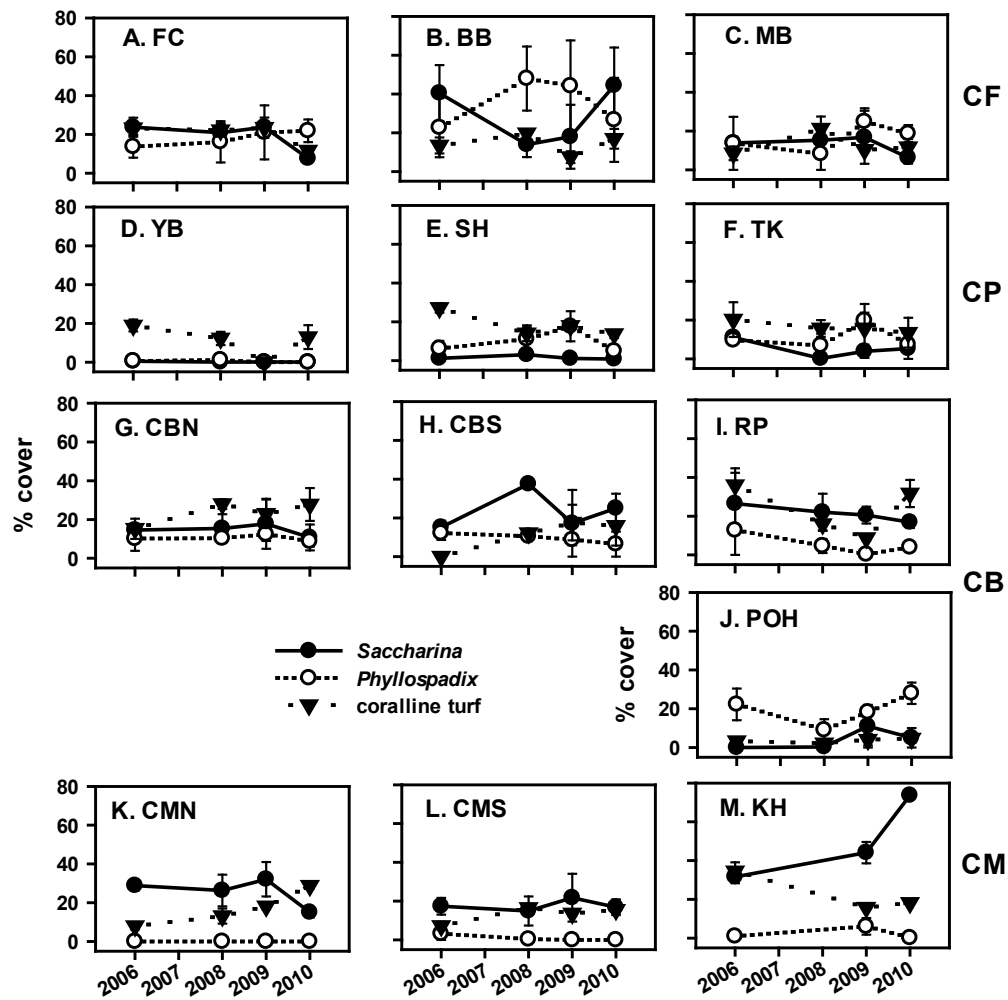 80
60
40
20
0
A. FC
B. BB
C. MB
CF
80
60
40
20
0
D. YB
E. SH
F. TK
CP
% cover
80
60
40
20
0
G. CBN
H. CBS
I. RP
CB
Saccharina
Phyllospadix
coralline turf
% cover
80
60
40
20
0
J. POH
80
60
40
20
0
K. CMN
L. CMS
M. KH
CM
2006 2007 2008 2009 2010
2006 2007 2008 2009 2010
2006 2007 2008 2009 2010